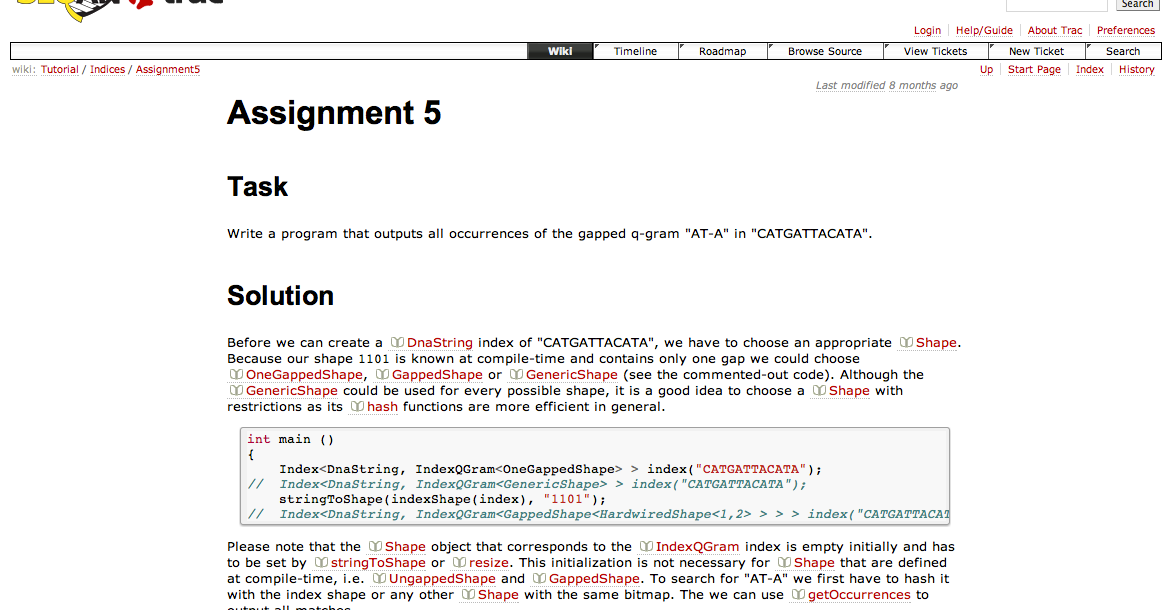 Search
Login Help/Guide About Trac Preferences
Wiki Timeline Roadmap Browse Source View Tickets New Ticket Search
wiki: Tutorial / Indices / Assignment5 Up Start Page Index History
Last modified 8 months ago
Assignment 5
Task
Write a program that outputs all occurrences of the gapped q-gram "AT-A" in "CATGATTACATA".
Solution
Before we can create a DnaString index of "CATGATTACATA", we have to choose an appropriate Shape.
Because our shape 1101 is known at compile-time and contains only one gap we could choose
OneGappedShape, GappedShape or GenericShape (see the commented-out code). Although the
GenericShape could be used for every possible shape, it is a good idea to choose a Shape with
restrictions as its hash functions are more efficient in general.
int main ()
{
    Index<DnaString, IndexQGram<OneGappedShape> > index("CATGATTACATA");
//  Index<DnaString, IndexQGram<GenericShape> > index("CATGATTACATA");
    stringToShape(indexShape(index), "1101");
//  Index<DnaString, IndexQGram<GappedShape<HardwiredShape<1,2> > > > index("CATGATTACAT
Please note that the Shape object that corresponds to the IndexQGram index is empty initially and has
to be set by stringToShape or resize. This initialization is not necessary for Shape that are defined
at compile-time, i.e. UngappedShape and GappedShape. To search for "AT-A" we first have to hash it
with the index shape or any other Shape with the same bitmap. The we can use getOccurrences to
output all matches.